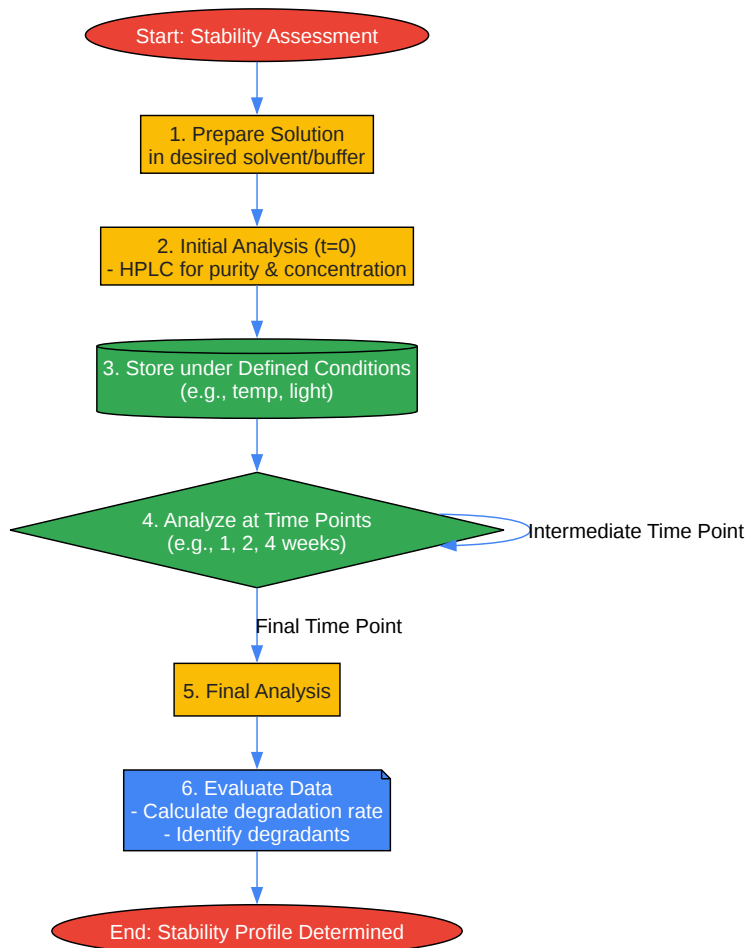 Start: Stability Assessment
1. Prepare Solution
in desired solvent/buffer
2. Initial Analysis (t=0)
- HPLC for purity & concentration
3. Store under Defined Conditions
(e.g., temp, light)
4. Analyze at Time Points
(e.g., 1, 2, 4 weeks)
Intermediate Time Point
Final Time Point
5. Final Analysis
6. Evaluate Data
- Calculate degradation rate
- Identify degradants
End: Stability Profile Determined